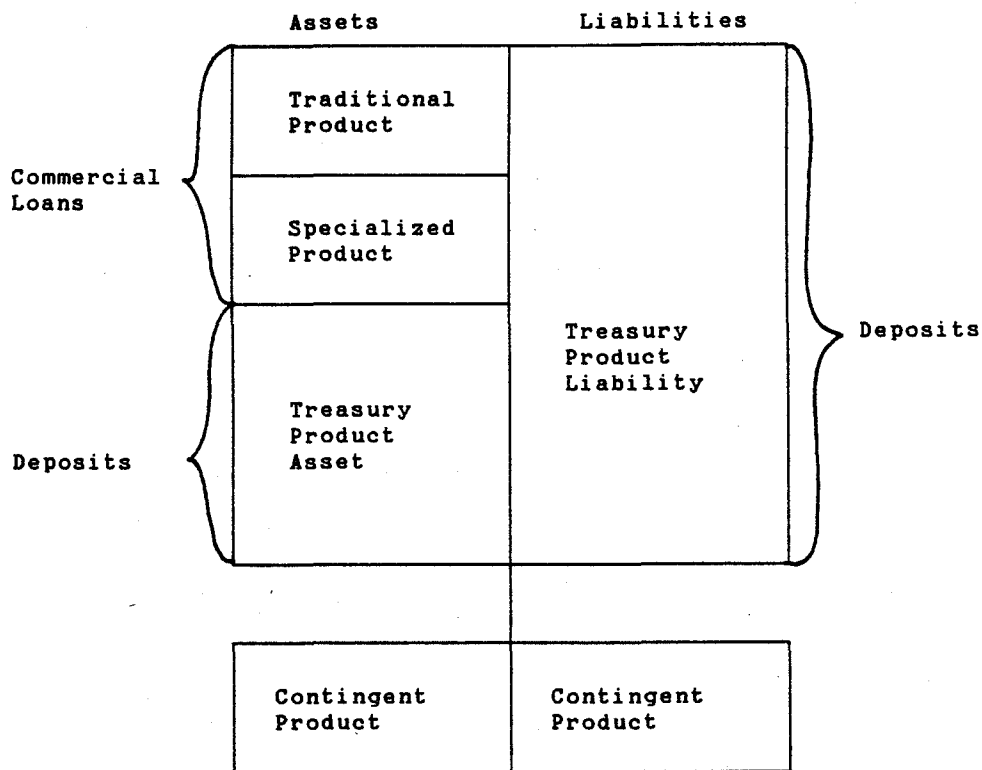 Assets Liabilities
Traditional
Product
Commercial
Loans
Specialized
Product
Treasury
Product
Liability
Deposits
Treasury
Product
Asset
Deposits
Contingent
Product
Contingent
Product